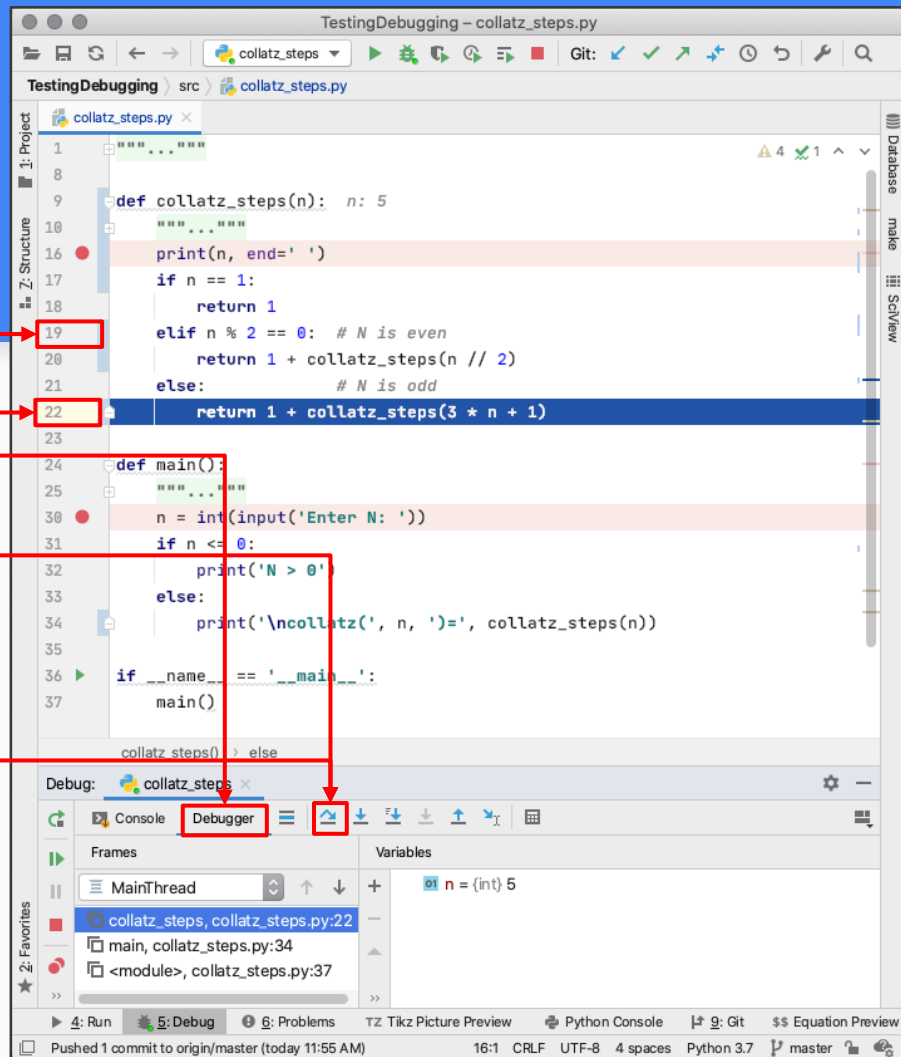 TestingDebugging – collatz_steps.py
collatz_steps Git:
TestingDebugging src collatz_steps.py
collatz_steps.py
1: Project
Z: Structure
2: Favorites
Database
make
SciView
4 1
1 """..."""
8
9 def collatz_steps(n): n: 5
10 """..."""
16 print(n, end=' ')
17 if n == 1:
18 return 1
19 elif n % 2 == 0: # N is even
20 return 1 + collatz_steps(n // 2)
21 else: # N is odd
22 return 1 + collatz_steps(3 * n + 1)
23
24 def main():
25 """..."""
30 n = int(input('Enter N: '))
31 if n <= 0:
32 print('N > 0')
33 else:
34 print('\ncollatz(', n, ')=', collatz_steps(n))
35
36 if __name__ == '__main__':
37 main()
collatz_steps() › else
Debug: collatz_steps
Console Debugger
Frames Variables
MainThread
n = {int} 5
collatz_steps, collatz_steps.py:22
main, collatz_steps.py:34
<module>, collatz_steps.py:37
4: Run 5: Debug 6: Problems TZ Tikz Picture Preview Python Console 9: Git $$ Equation Preview
Pushed 1 commit to origin/master (today 11:55 AM) 16:1 CRLF UTF-8 4 spaces Python 3.7 master